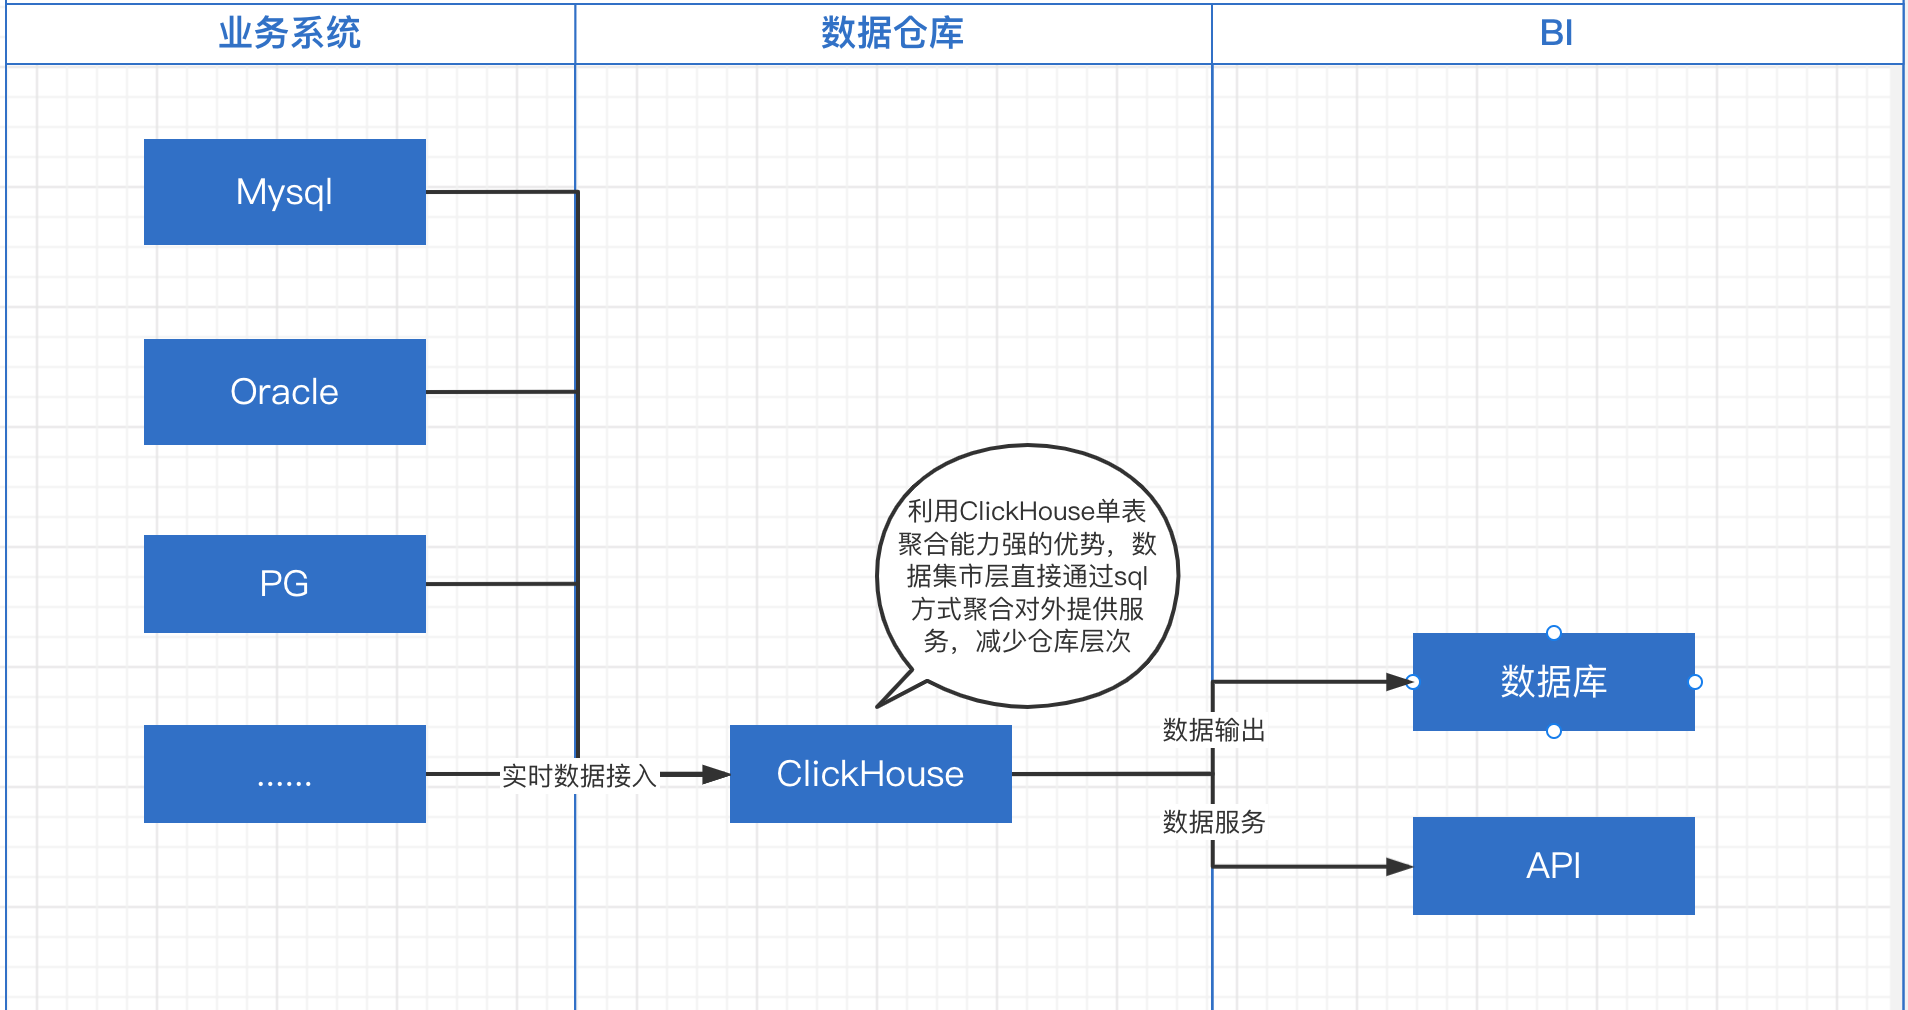 业务系统
数据仓库
BI
Mysql
Oracle
PG
......
实时数据接入
利用ClickHouse单表
聚合能力强的优势，数
据集市层直接通过sql
方式聚合对外提供服
务，减少仓库层次
ClickHouse
数据输出
数据服务
数据库
API